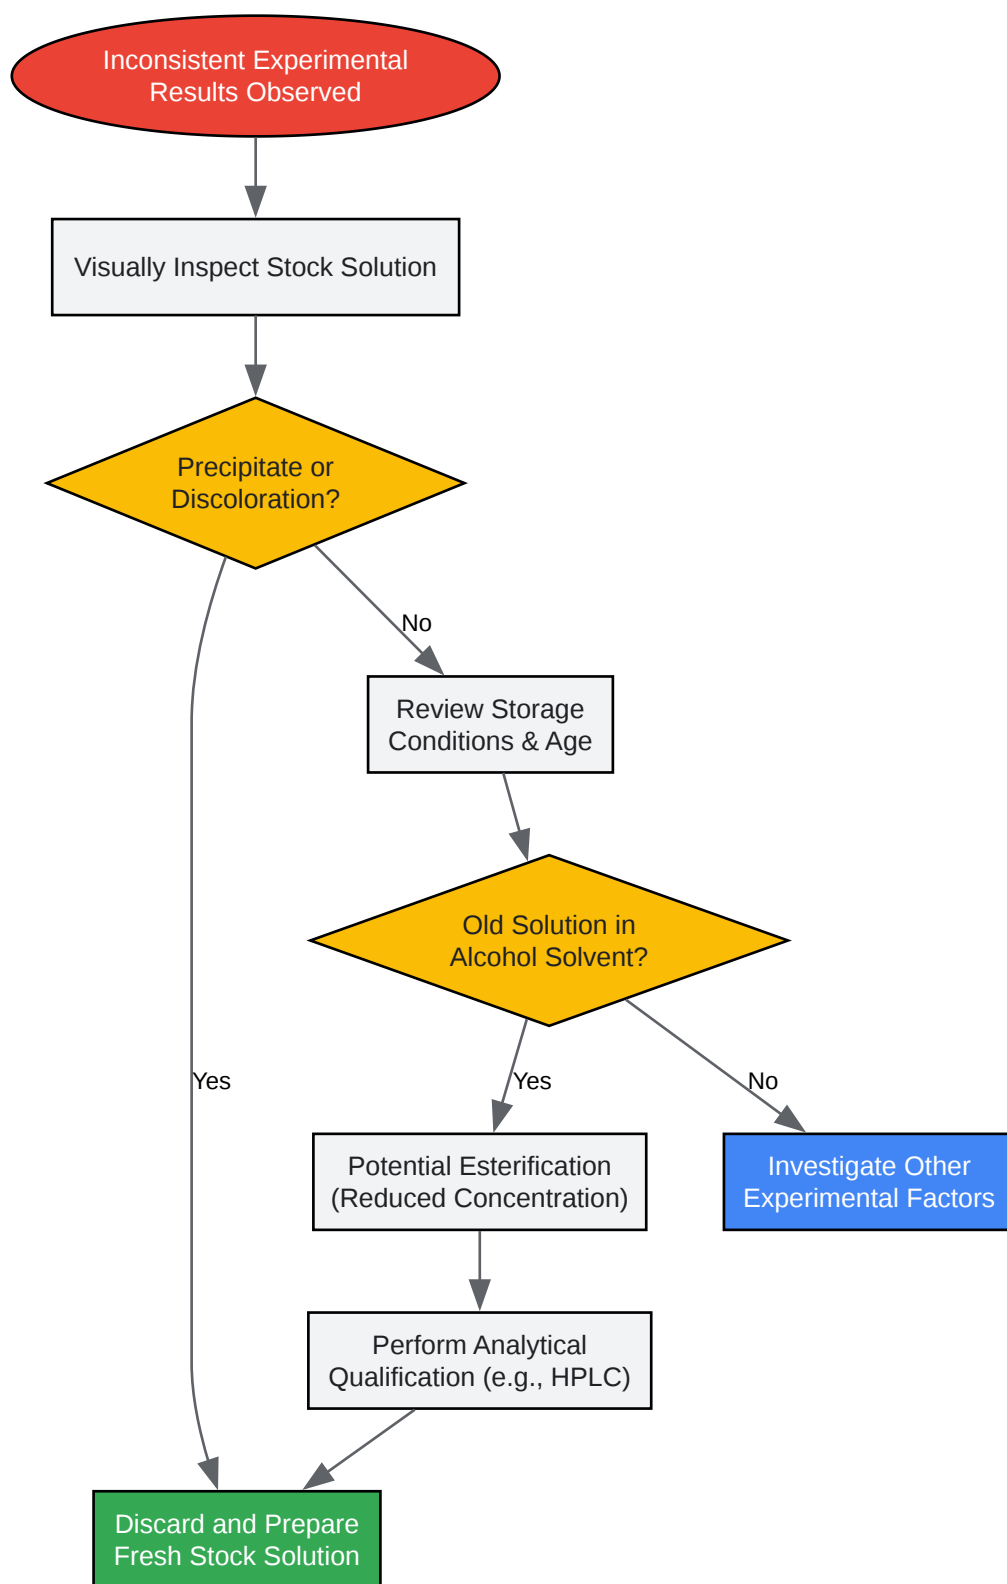 Inconsistent Experimental
Results Observed
Visually Inspect Stock Solution
Precipitate or
Discoloration?
No
Review Storage
Conditions & Age
Old Solution in
Alcohol Solvent?
Yes
Yes
No
Potential Esterification
(Reduced Concentration)
Investigate Other
Experimental Factors
Perform Analytical
Qualification (e.g., HPLC)
Discard and Prepare
Fresh Stock Solution